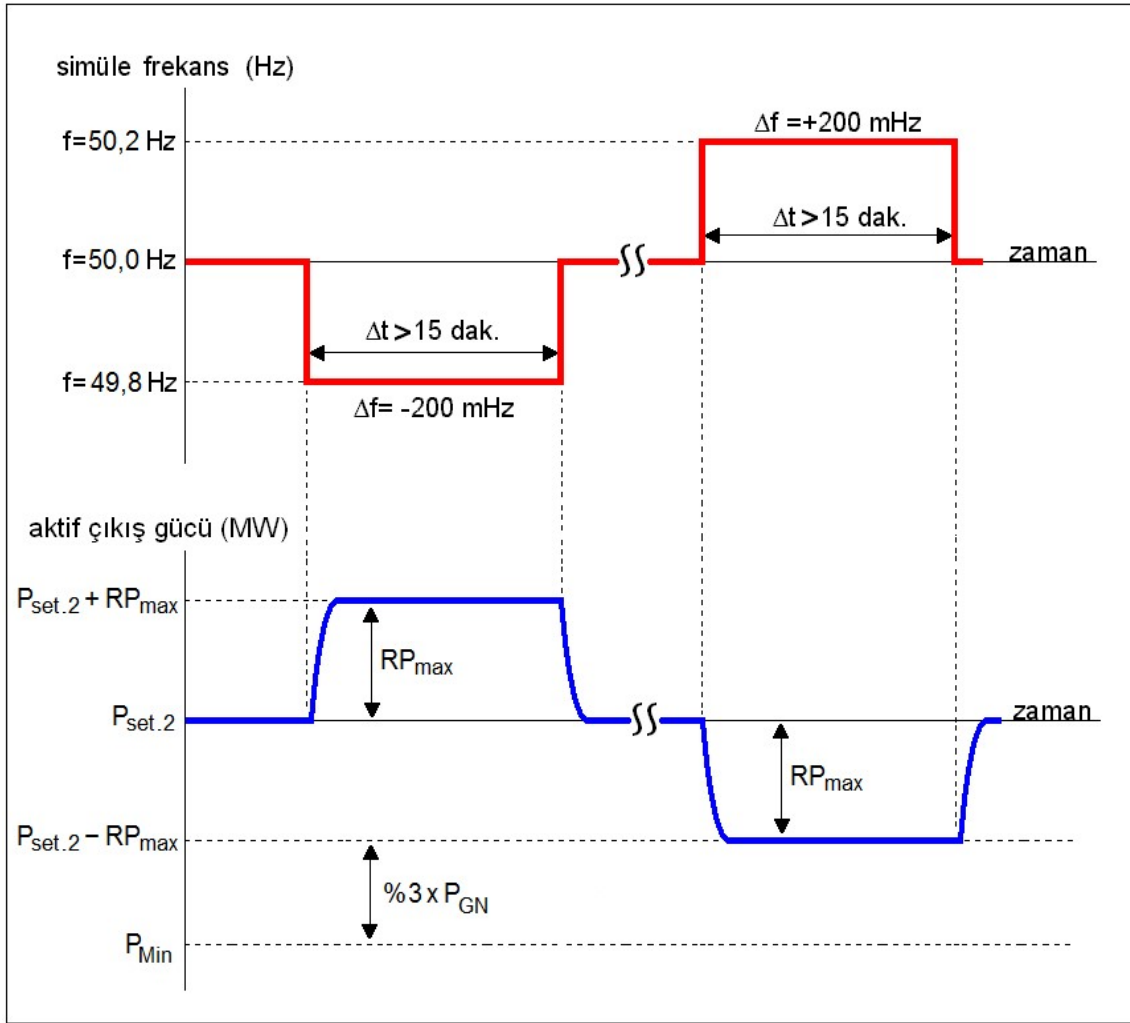 simüle frekans (Hz)
f=50,2 Hz
Δf =+200 mHz
Δt>15 dak.
f=50,0 Hz
zaman
Δt>15 dak.
f=49,8 Hz
Δf= -200 mHz
aktif çıkış gücü (MW)
Pset.2 + RPmax
RPmax
Pset.2
zaman
RPmax
Pset.2 − RPmax
%3 x PGN
PMin